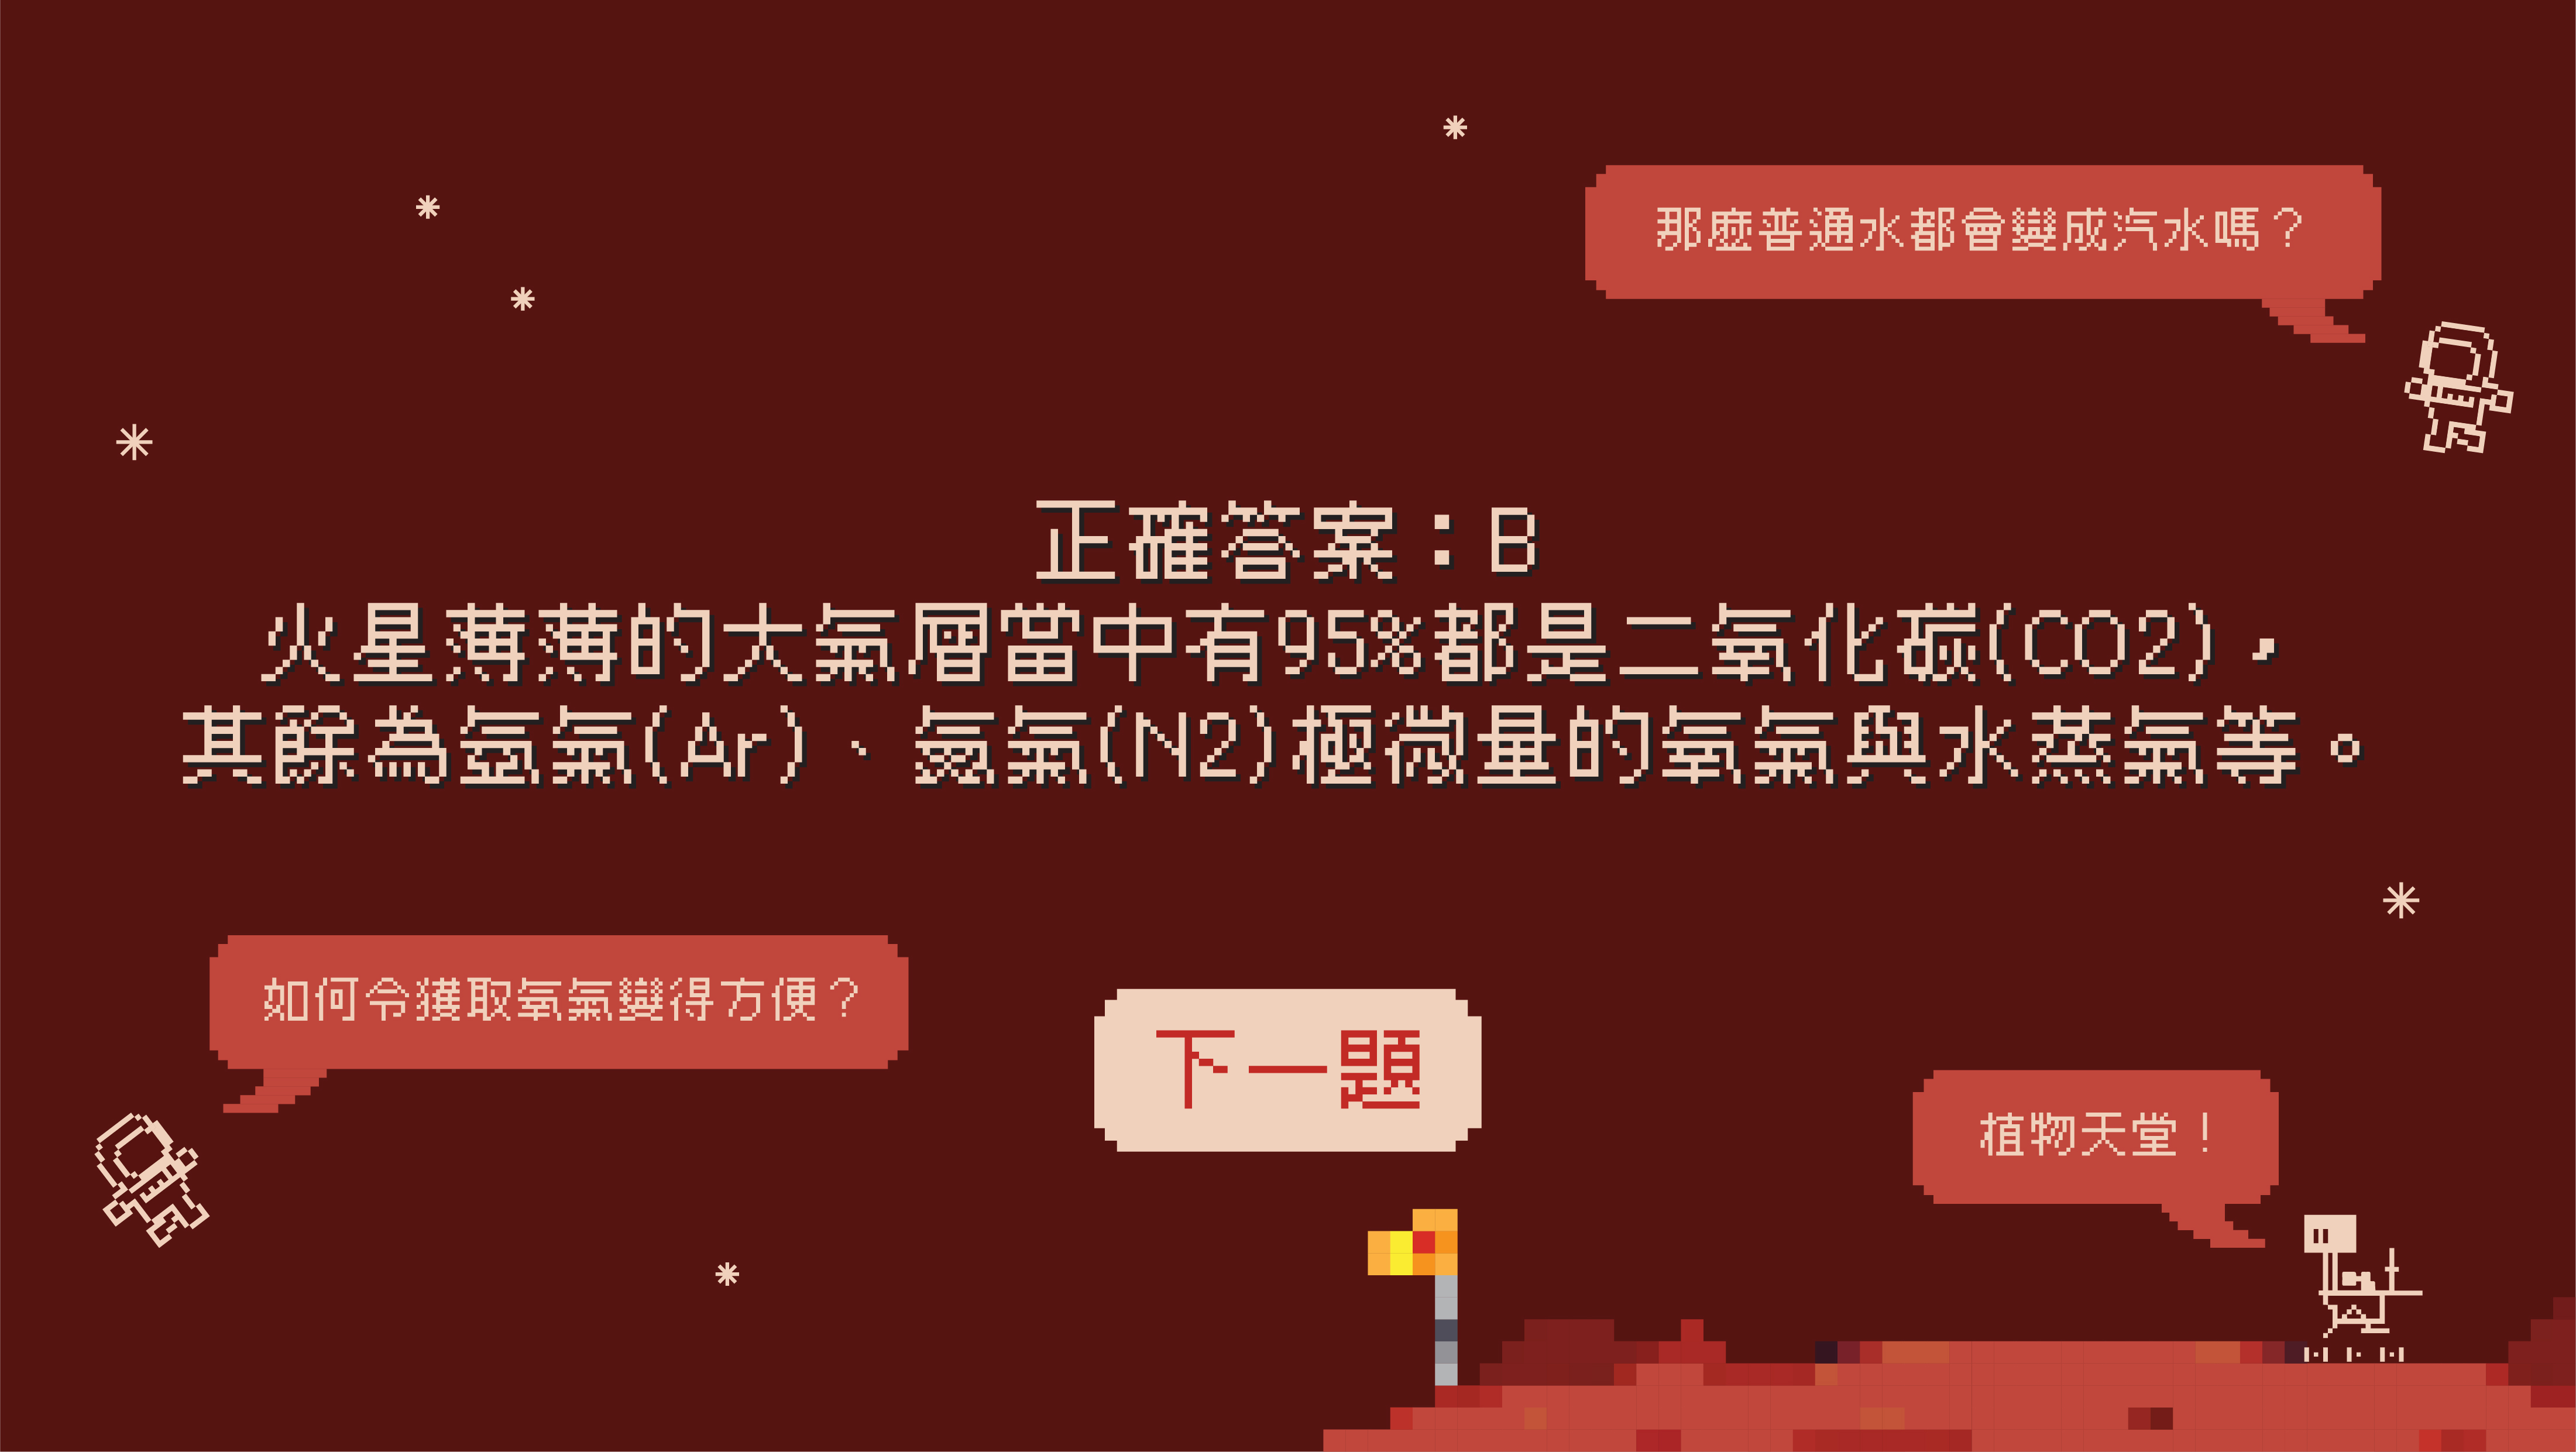 那麼普通水都會變成汽水嗎？
正確答案：B
火星薄薄的大氣層當中有95%都是二氧化碳(CO2)，
其餘為氬氣(Ar)、氮氣(N2)極微量的氧氣與水蒸氣等。
如何令獲取氧氣變得方便？
下一題
植物天堂！